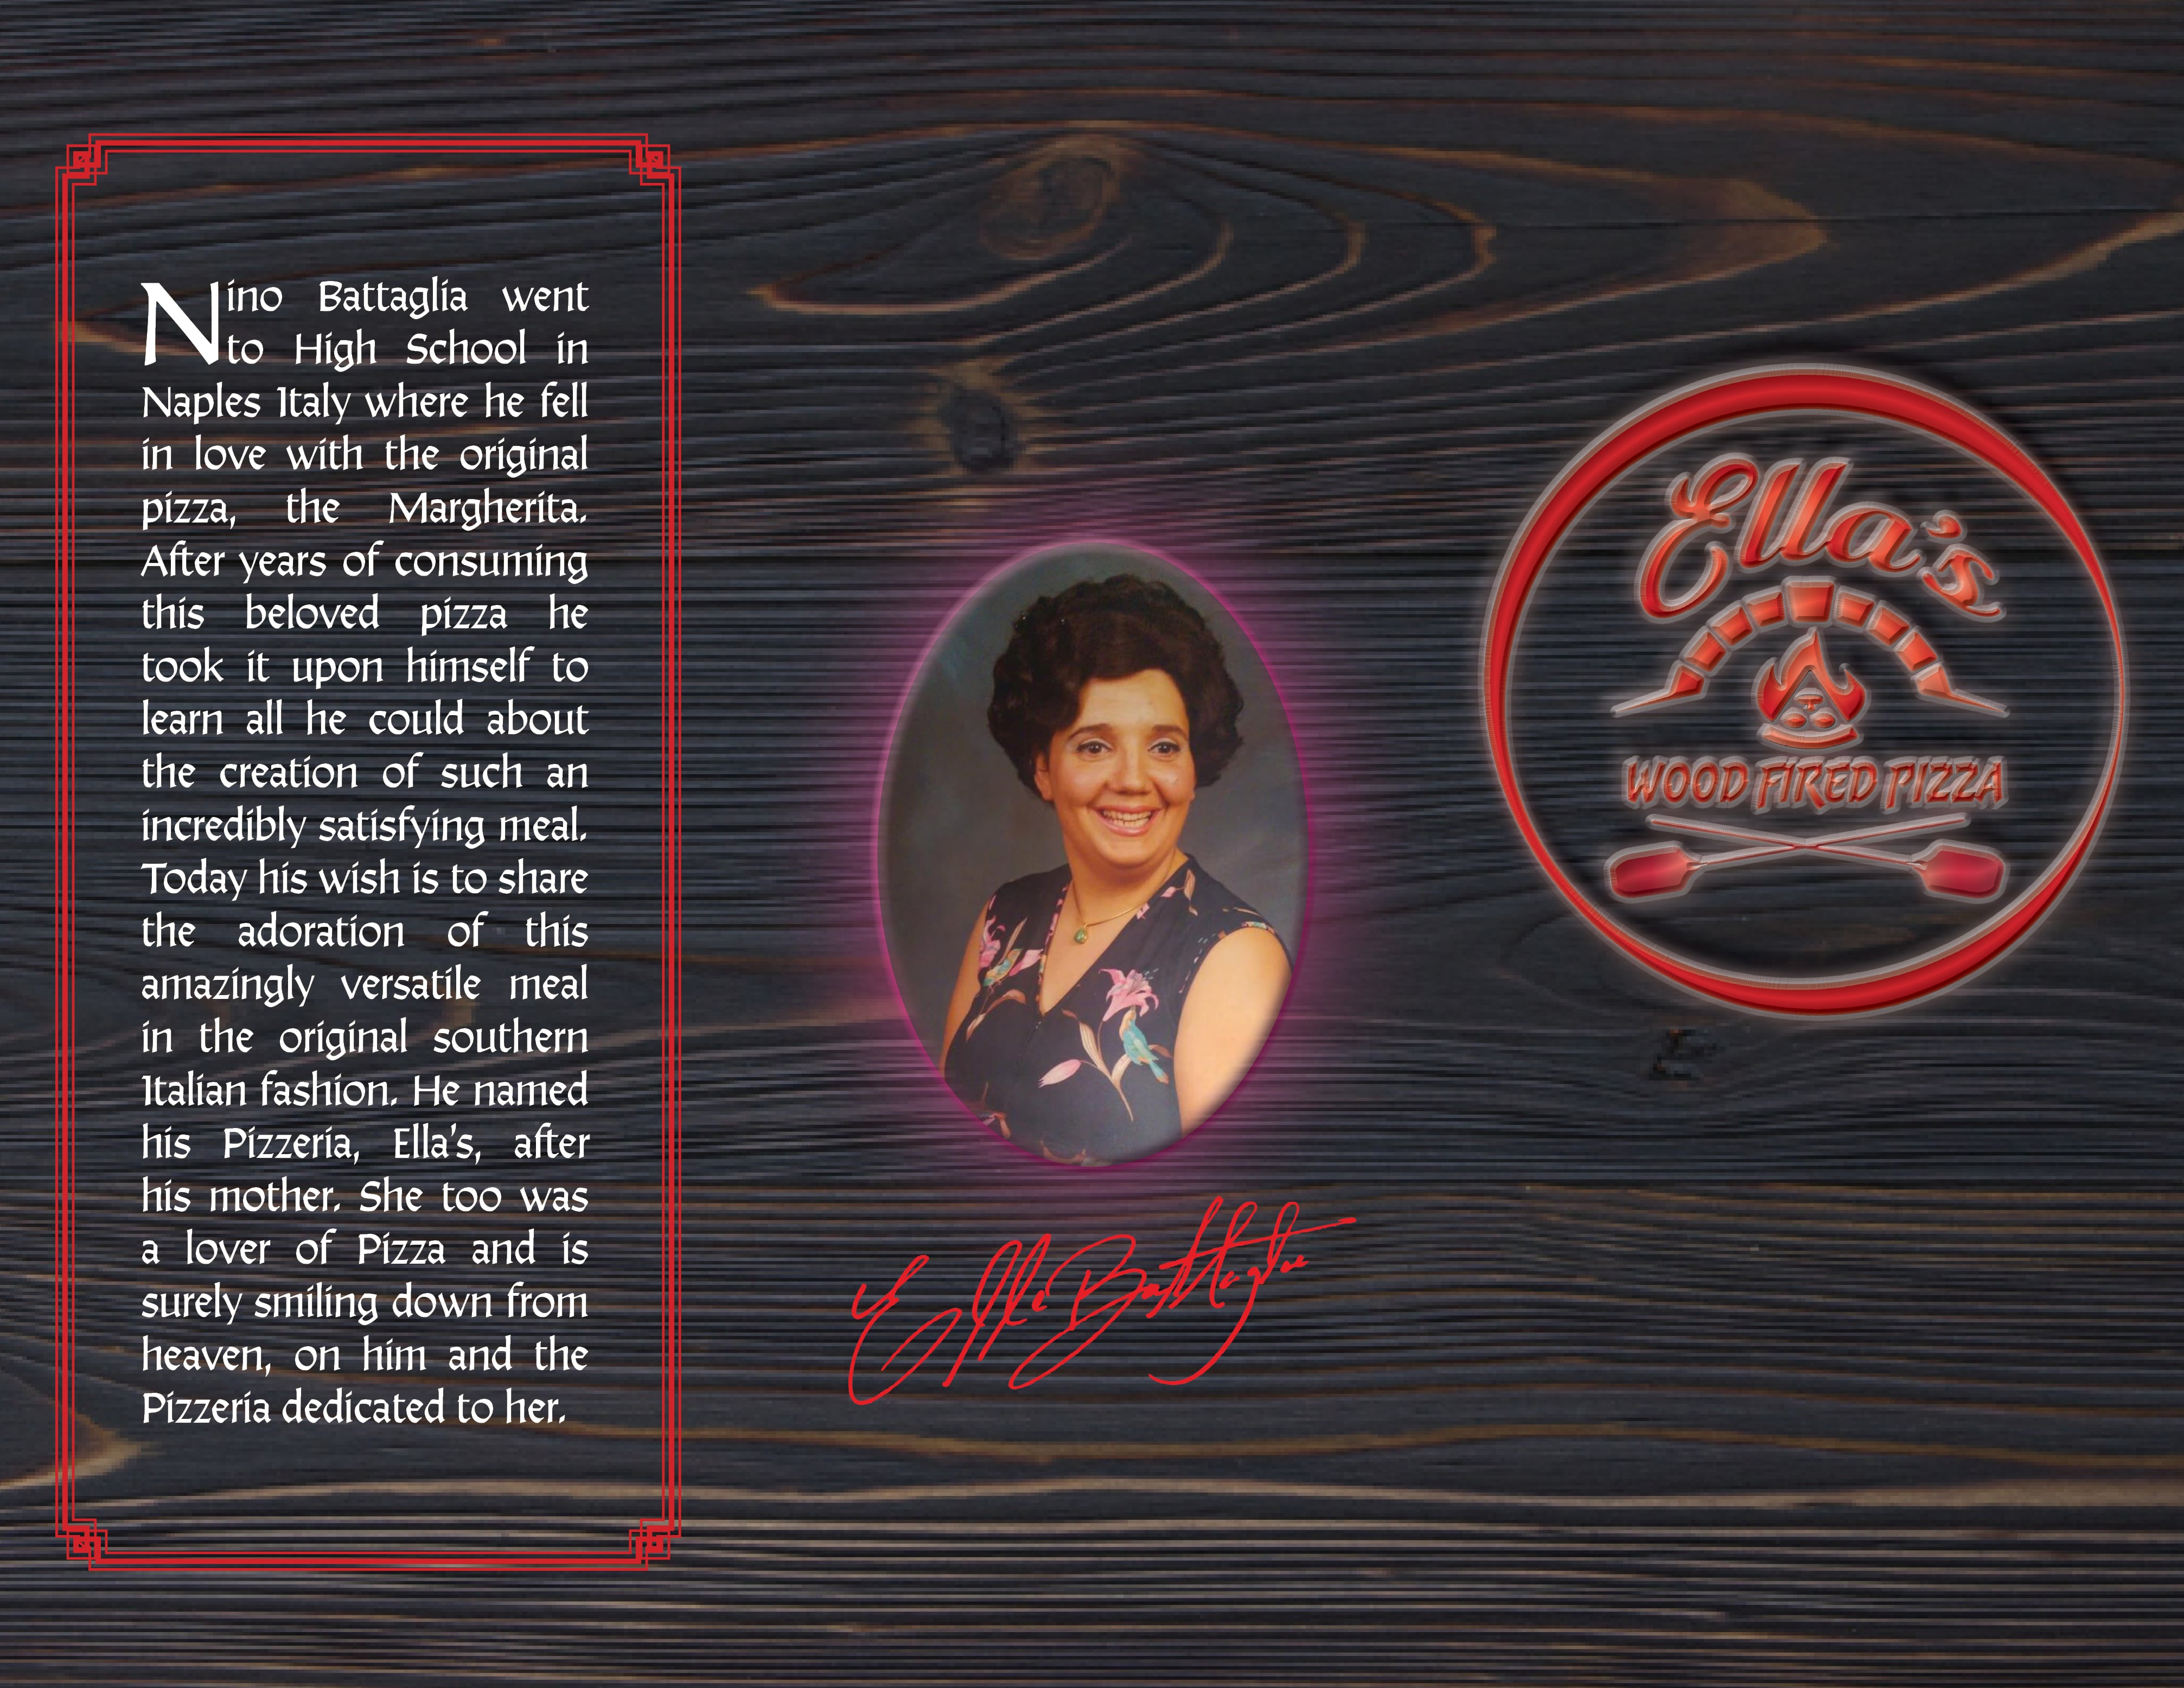 Nino Battaglia went
to High School in
Naples Italy where he fell
in love with the original
pizza, the Margherita.
After years of consuming
this beloved pizza he
took it upon himself to
learn all he could about
the creation of such an
incredibly satisfying meal.
Today his wish is to share
the adoration of this
amazingly versatile meal
in the original southern
Italian fashion. He named
his Pizzeria, Ella's, after
his mother. She too was
a lover of Pizza and is
surely smiling down from
heaven, on him and the
Pizzeria dedicated to her.
Ella Battaglia
Ella's
WOOD FIRED PIZZA